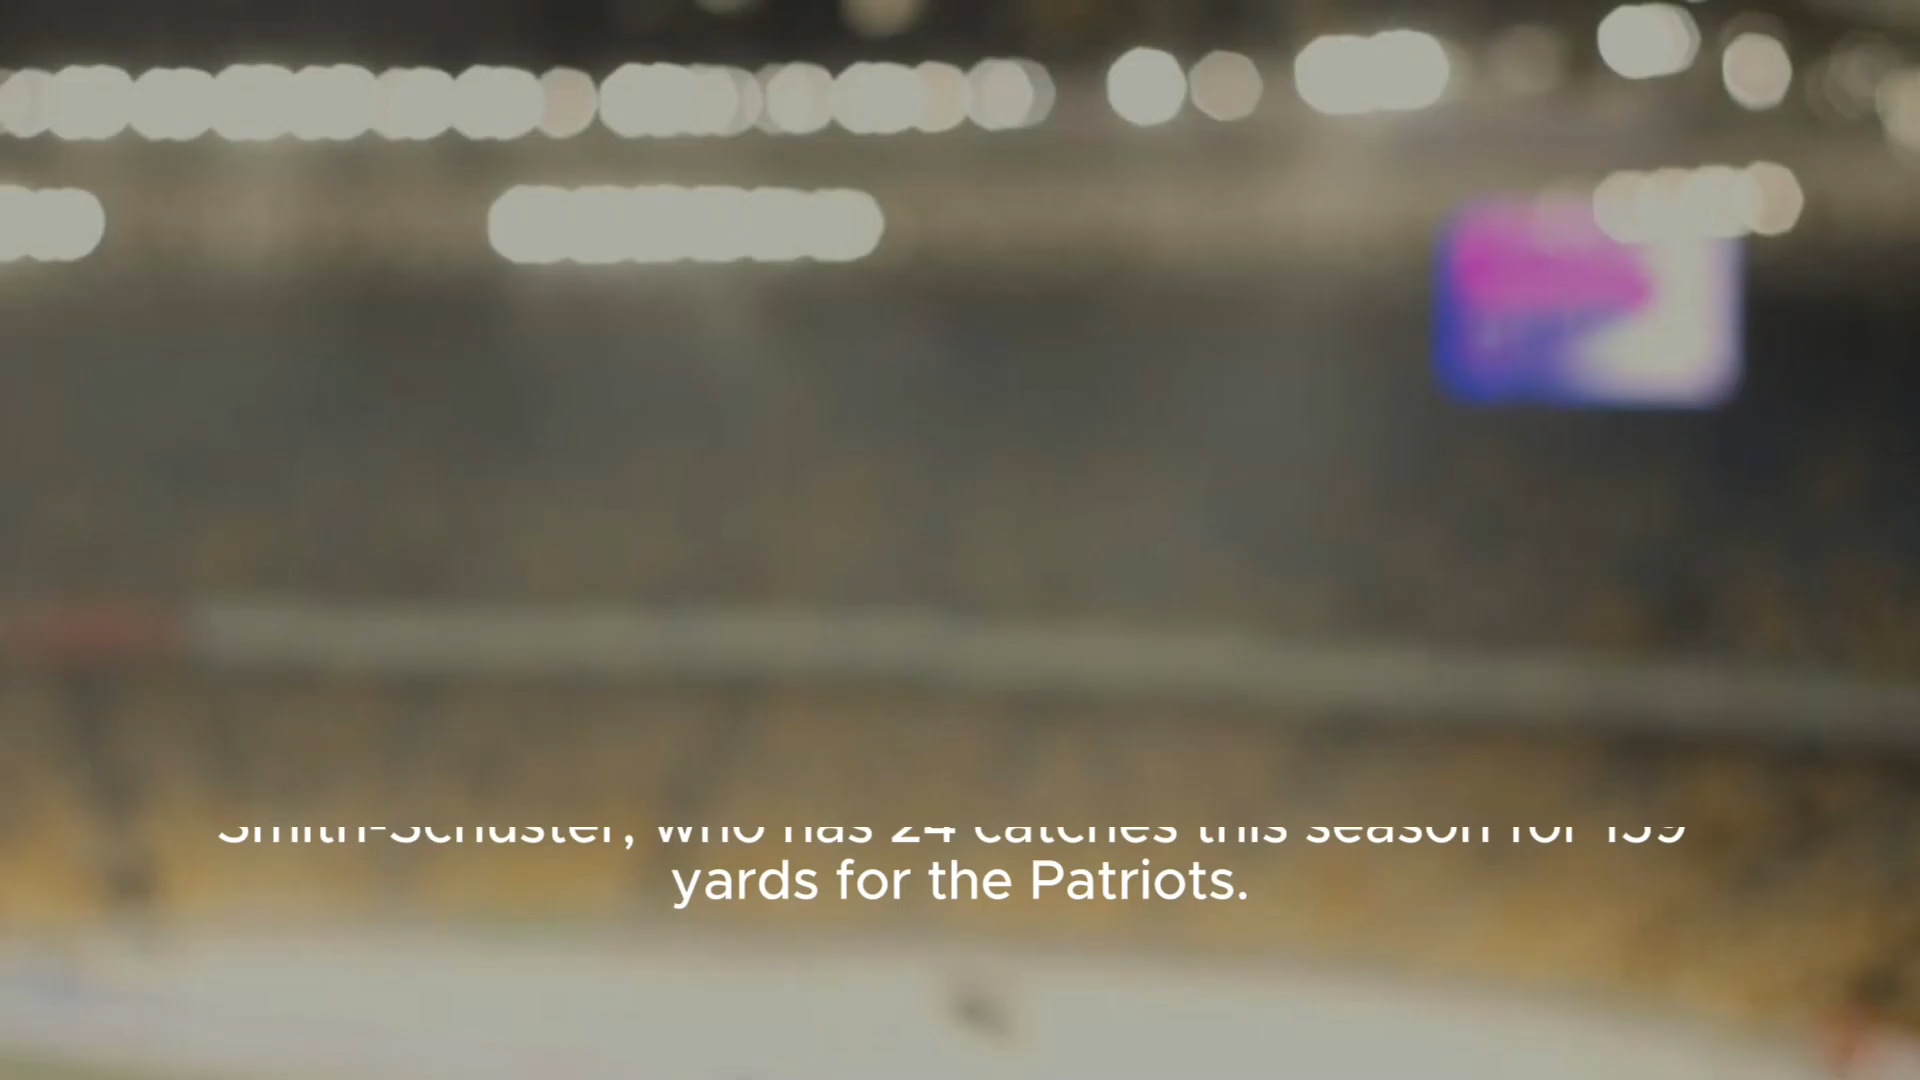 Smith-Schuster, who has 24 catches this season for
yards for the Patriots.